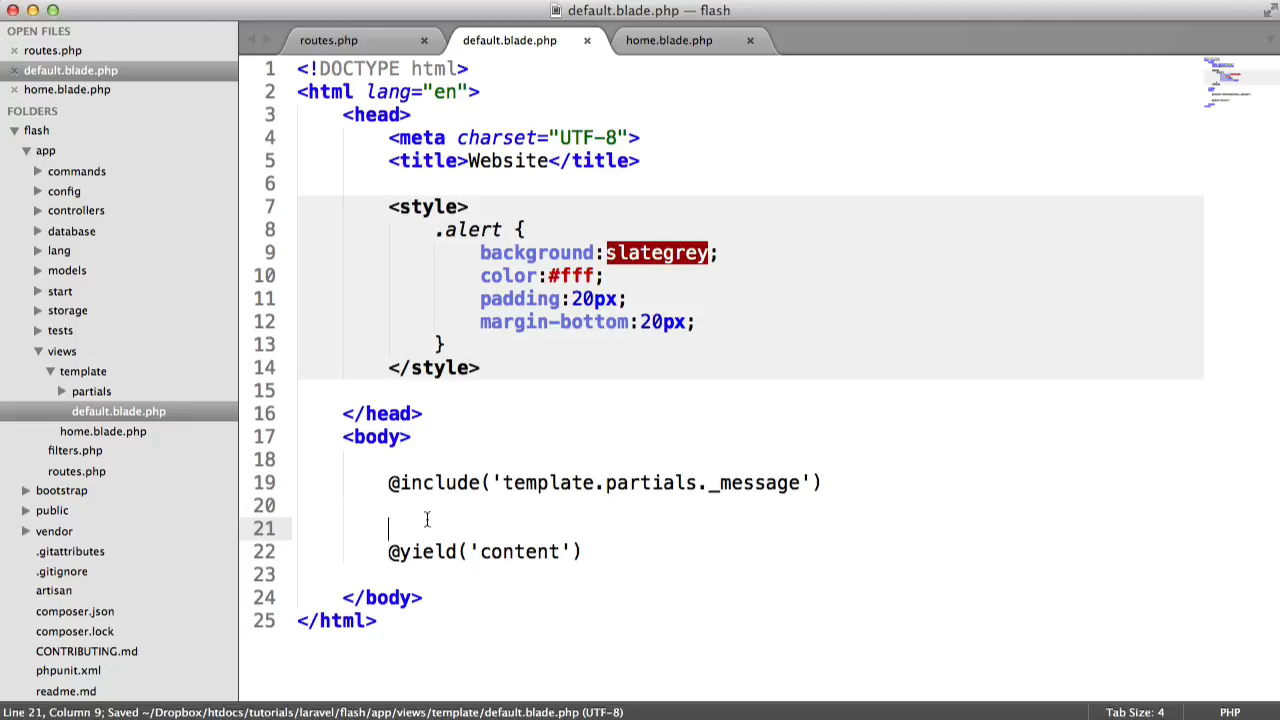 default.blade.php — flash
OPEN FILES
× routes.php
× default.blade.php
× home.blade.php
FOLDERS
flash
app
commands
config
controllers
database
lang
models
start
storage
tests
views
template
partials
default.blade.php
home.blade.php
filters.php
routes.php
bootstrap
public
vendor
.gitattributes
.gitignore
artisan
composer.json
composer.lock
CONTRIBUTING.md
phpunit.xml
readme.md
routes.php × default.blade.php × home.blade.php ×
1 <!DOCTYPE html>
2 <html lang="en">
3 <head>
4 <meta charset="UTF-8">
5 <title>Website</title>
6
7 <style>
8 .alert {
9 background:slategrey;
10 color:#fff;
11 padding:20px;
12 margin-bottom:20px;
13 }
14 </style>
15
16 </head>
17 <body>
18
19 @include('template.partials._message')
20
21
22 @yield('content')
23
24 </body>
25 </html>
Line 21, Column 9; Saved ~/Dropbox/htdocs/tutorials/laravel/flash/app/views/template/default.blade.php (UTF-8) Tab Size: 4 PHP